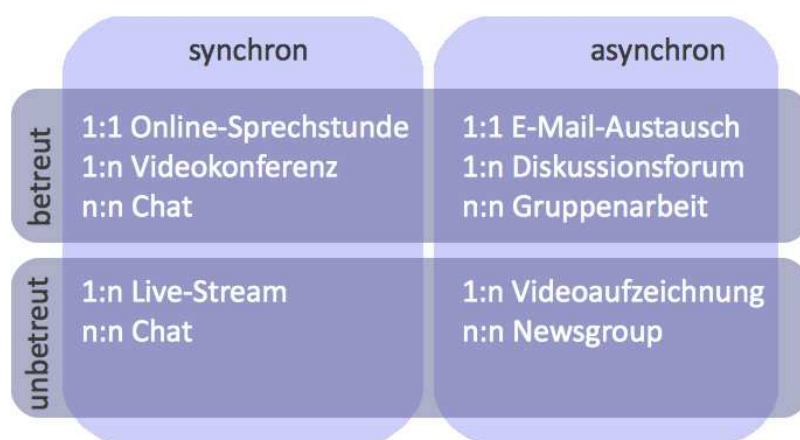 synchron
asynchron
betreut
1:1 Online-Sprechstunde
1:n Videokonferenz
n:n Chat
1:1 E-Mail-Austausch
1:n Diskussionsforum
n:n Gruppenarbeit
unbetreut
1:n Live-Stream
n:n Chat
1:n Videoaufzeichnung
n:n Newsgroup